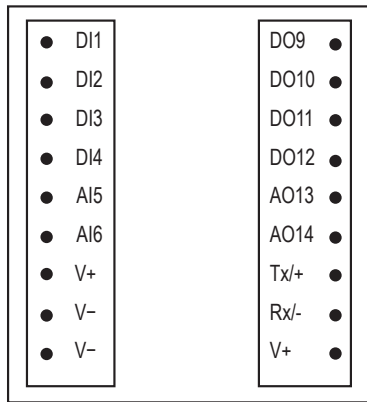 DI1
DI2
DI3
DI4
AI5
AI6
V+
V−
V−
DO9
DO10
DO11
DO12
AO13
AO14
Tx/+
Rx/-
V+